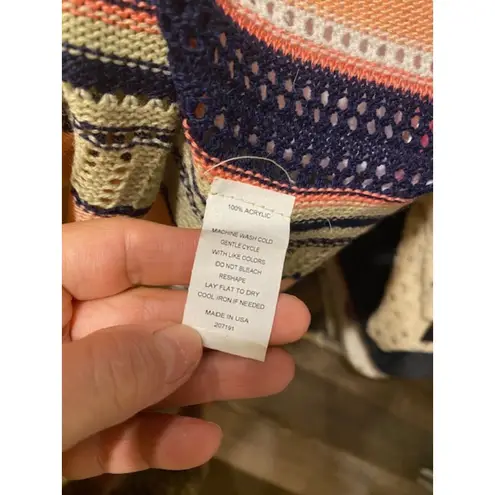 100% ACRYLIC
MACHINE WASH COLD
GENTLE CYCLE
WITH LIKE COLORS
DO NOT BLEACH
RESHAPE
LAY FLAT TO DRY
COOL IRON IF NEEDED
MADE IN USA
207191